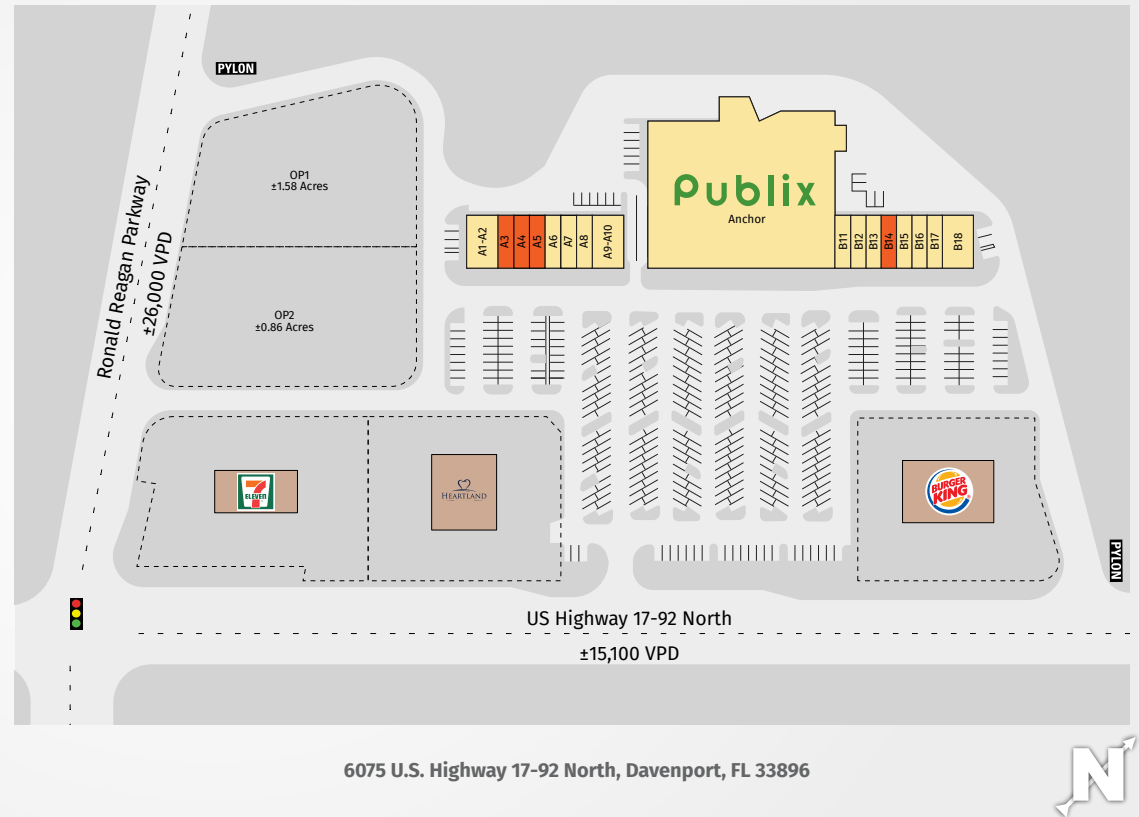 PYLON
OP1
±1.58 Acres
Ronald Reagan Parkway
±26,000 VPD
OP2
±0.86 Acres
Publix
Anchor
A1-A2
A3
A4
A5
A6
A7
A8
A9-A10
B11
B12
B13
B14
B15
B16
B17
B18
7
ELEVEN
HEARTLAND
BURGER
KING
PYLON
US Highway 17-92 North
±15,100 VPD
6075 U.S. Highway 17-92 North, Davenport, FL 33896
N